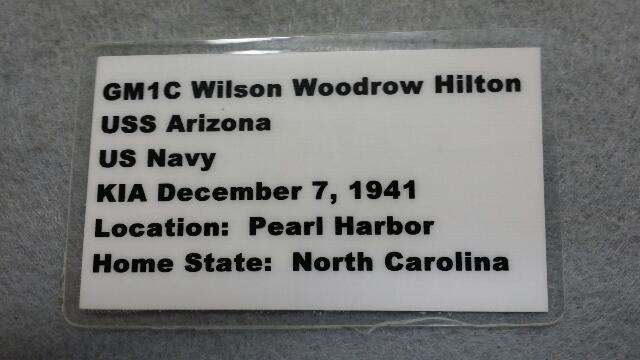 GM1C Wilson Woodrow Hilton
USS Arizona
US Navy
KIA December 7, 1941
Location: Pearl Harbor
Home State: North Carolina